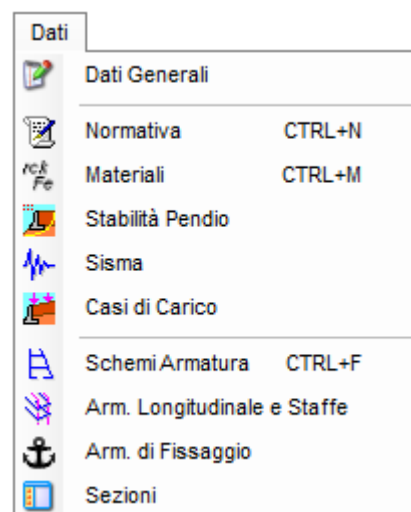 Dati
Dati Generali
Normativa CTRL+N
rck
Fe
Materiali CTRL+M
Stabilità Pendio
Sisma
Casi di Carico
Schemi Armatura CTRL+F
Arm. Longitudinale e Staffe
Arm. di Fissaggio
Sezioni